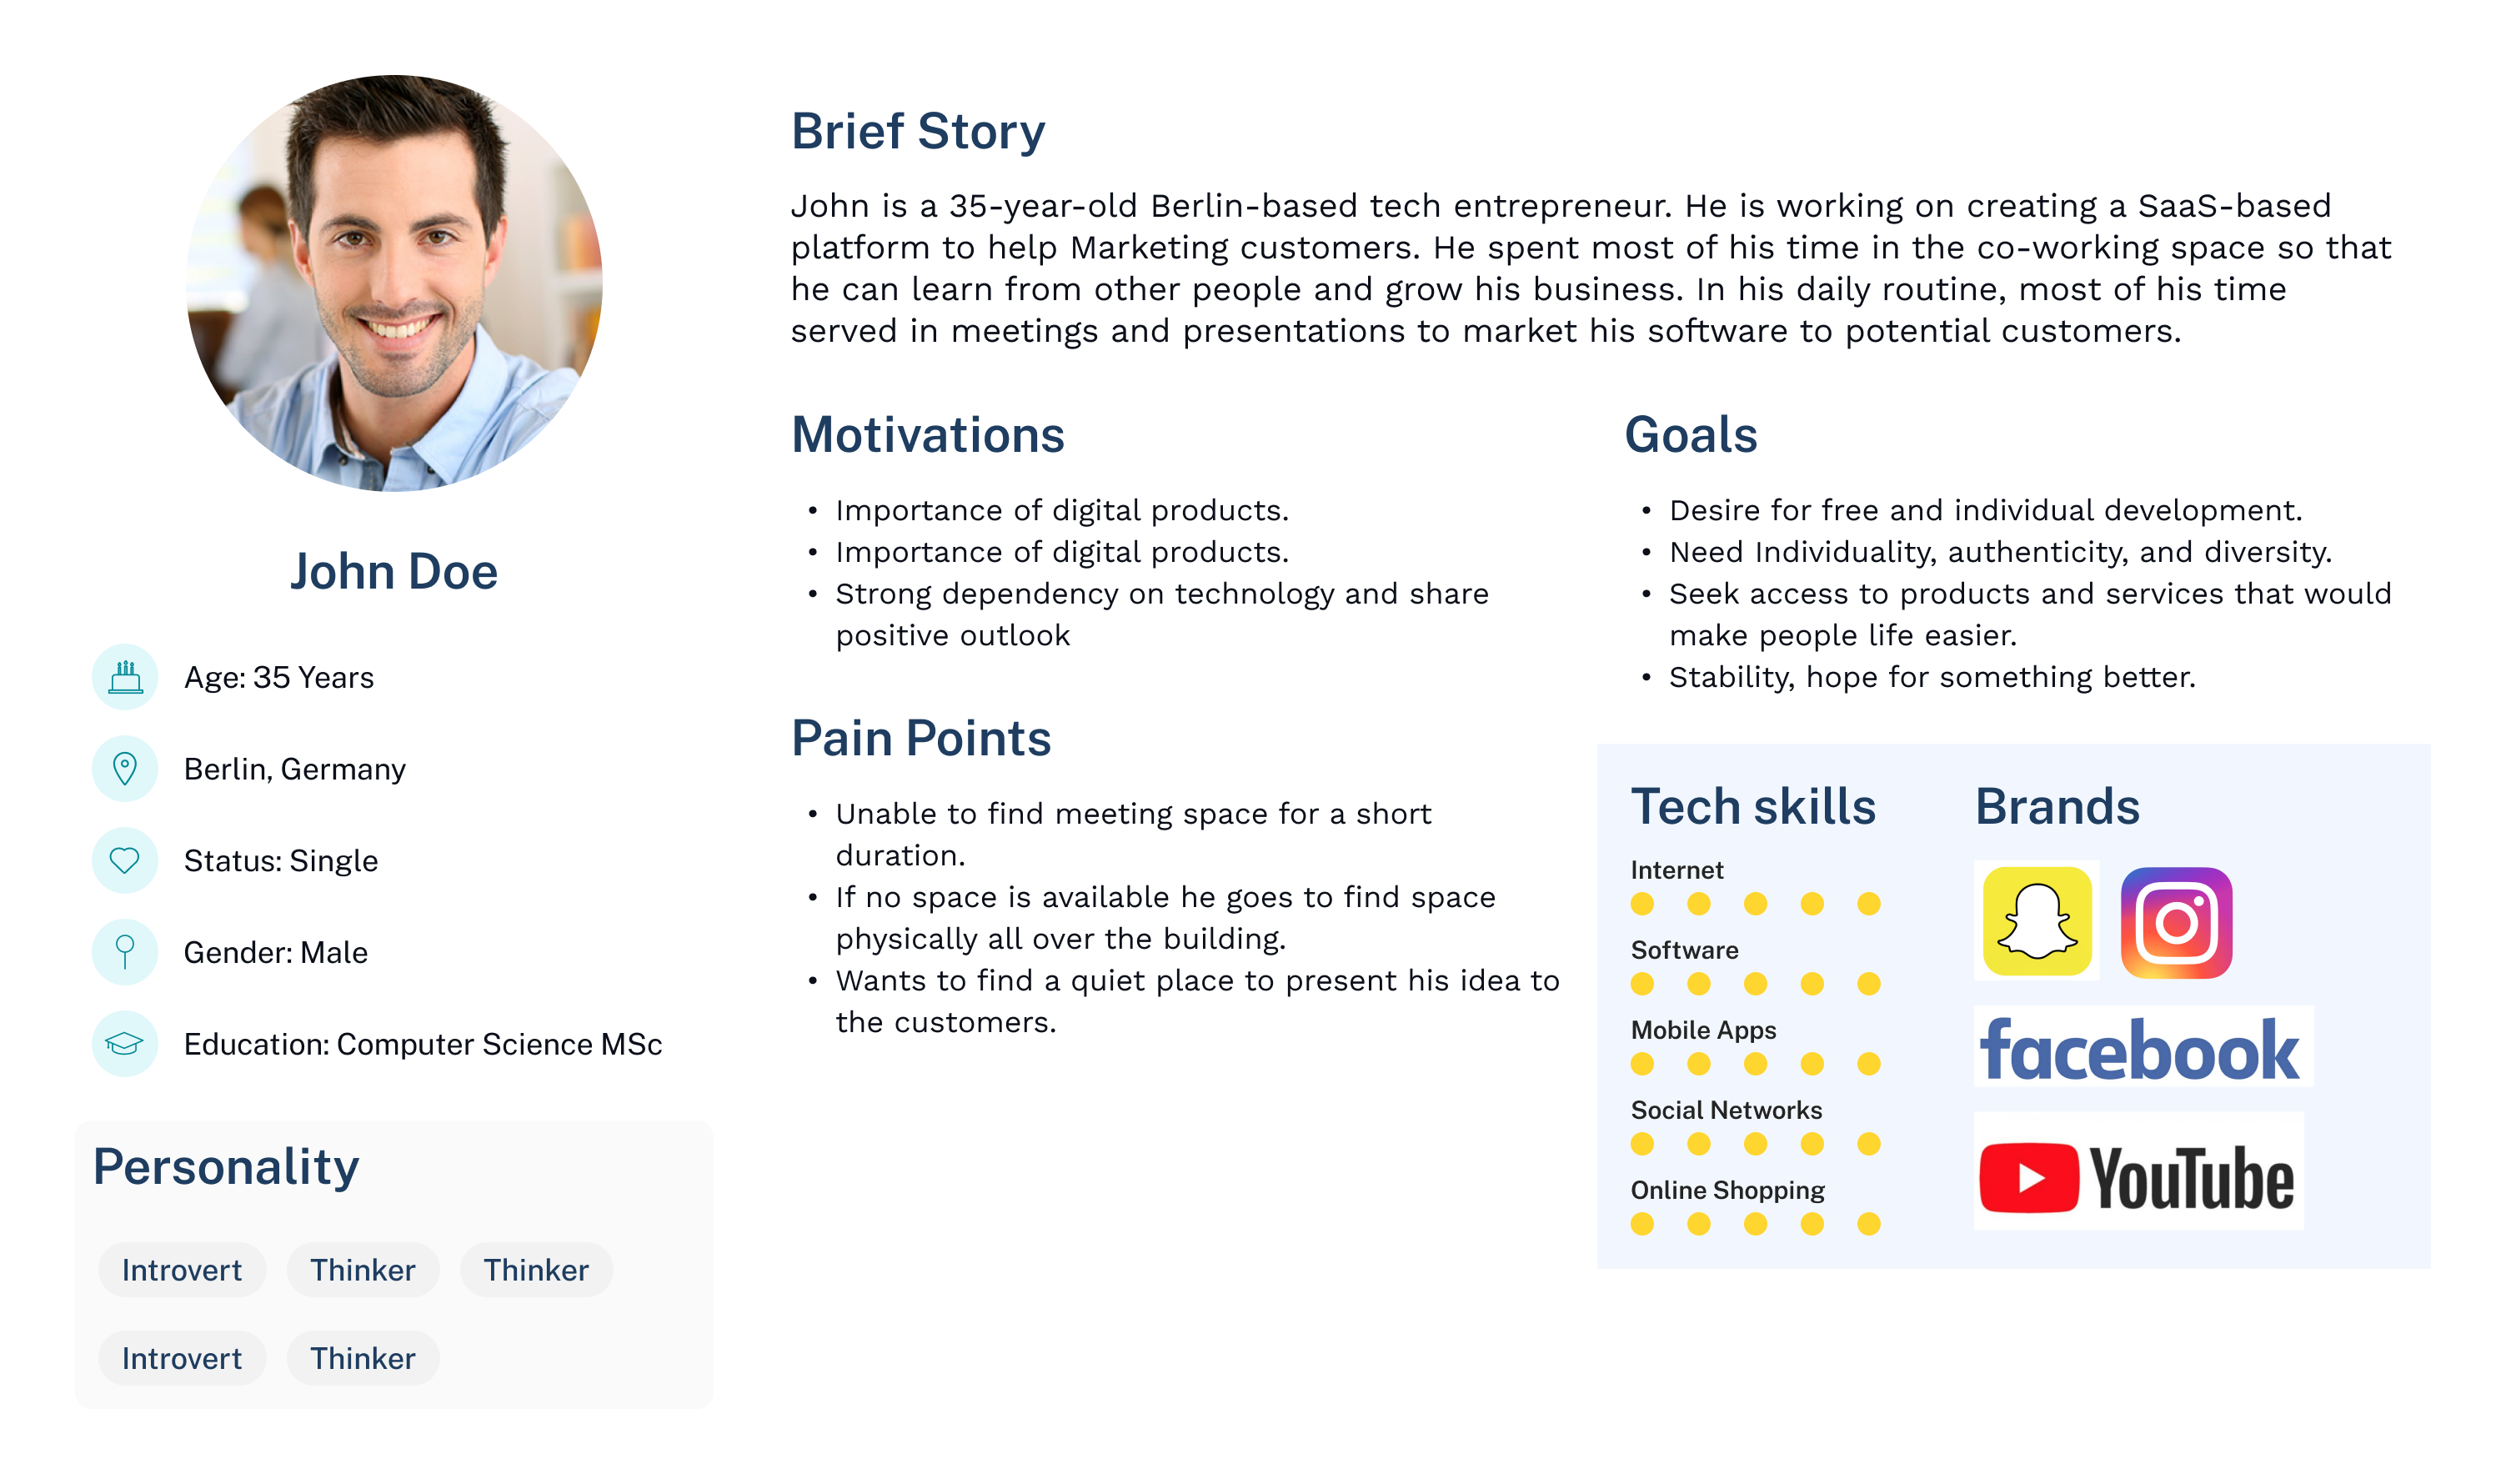 John Doe
Age: 35 Years
Berlin, Germany
Status: Single
Gender: Male
Education: Computer Science MSc
Personality
Introvert Thinker Thinker
Introvert Thinker
Brief Story
John is a 35-year-old Berlin-based tech entrepreneur. He is working on creating a SaaS-based
platform to help Marketing customers. He spent most of his time in the co-working space so that
he can learn from other people and grow his business. In his daily routine, most of his time
served in meetings and presentations to market his software to potential customers.
Motivations
• Importance of digital products.
• Importance of digital products.
• Strong dependency on technology and share
positive outlook
Pain Points
• Unable to find meeting space for a short
duration.
• If no space is available he goes to find space
physically all over the building.
• Wants to find a quiet place to present his idea to
the customers.
Goals
• Desire for free and individual development.
• Need Individuality, authenticity, and diversity.
• Seek access to products and services that would
make people life easier.
• Stability, hope for something better.
Tech skills
Internet
Software
Mobile Apps
Social Networks
Online Shopping
Brands
facebook
YouTube